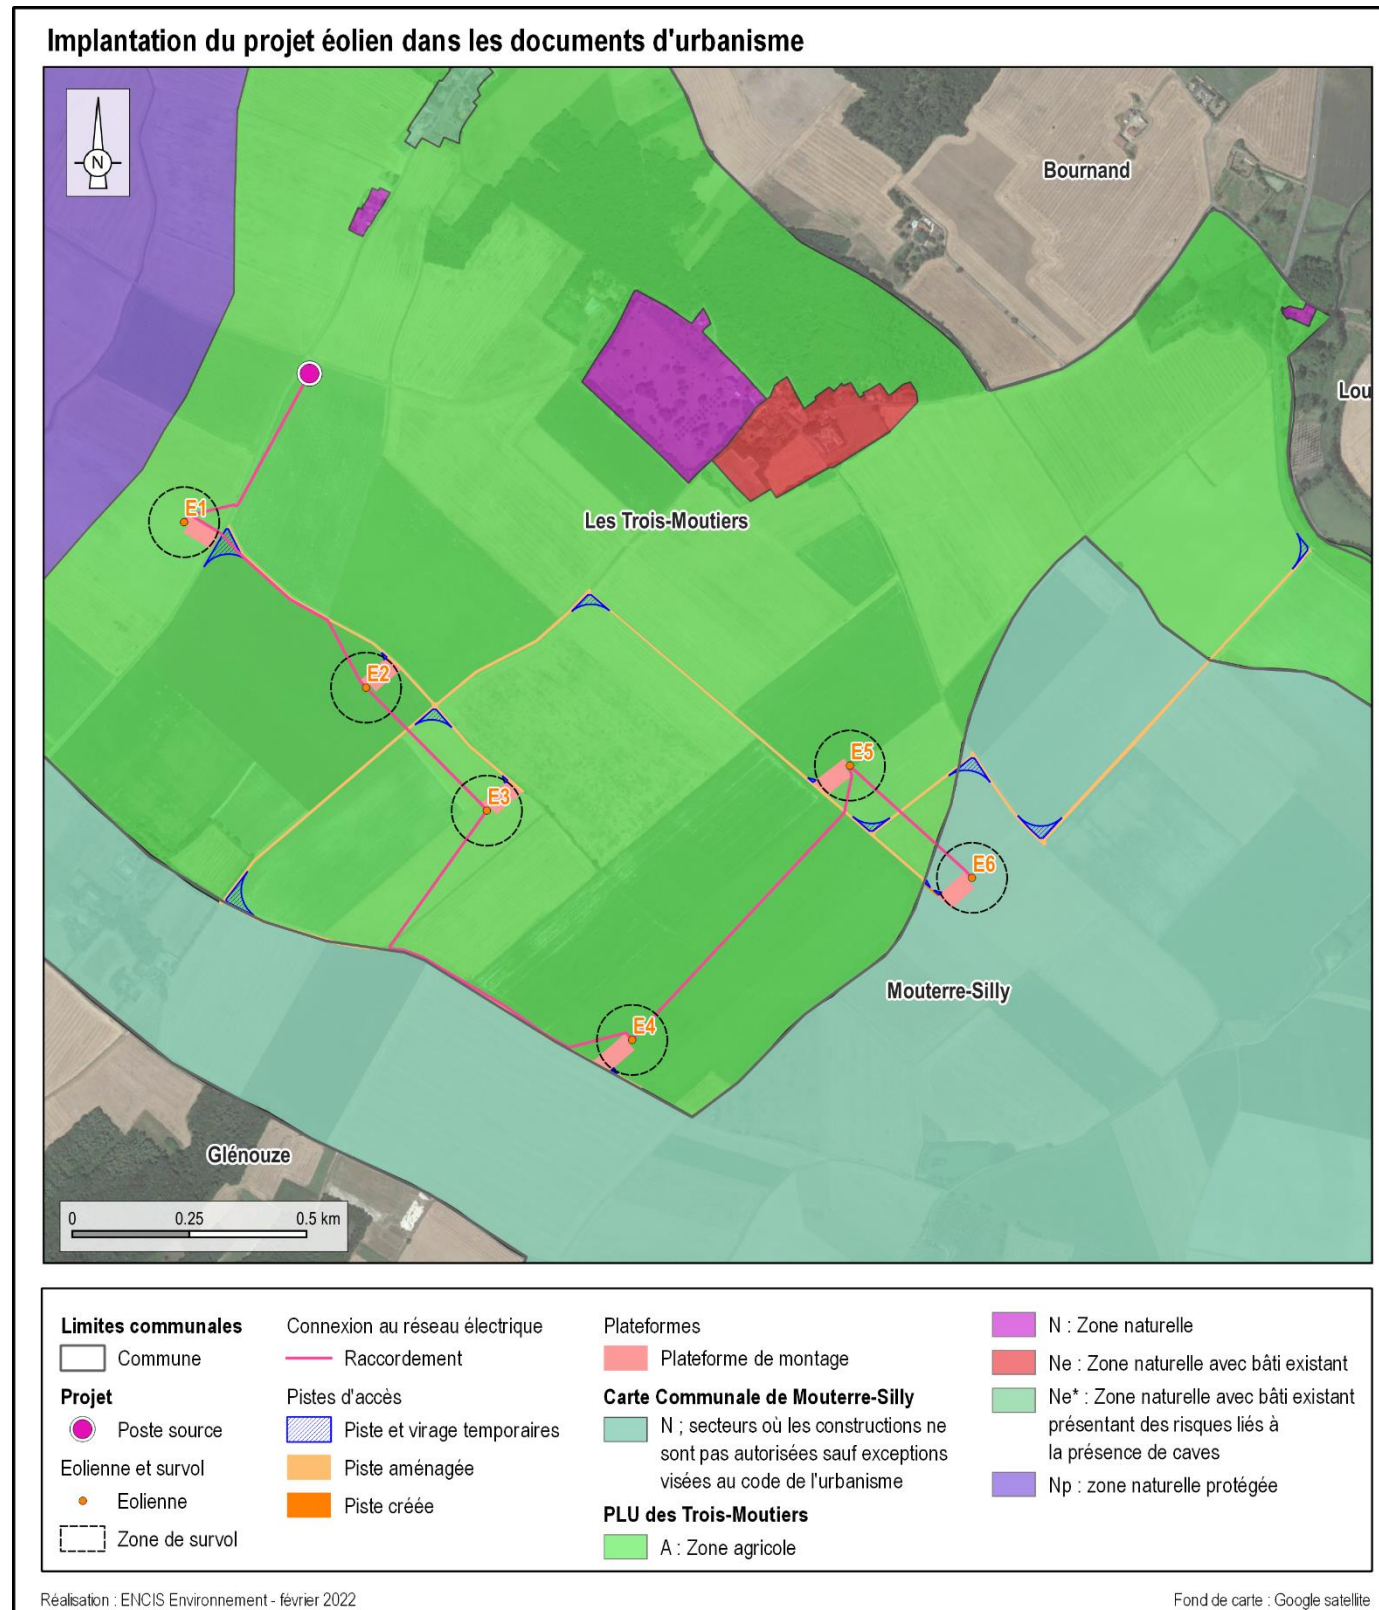 Implantation du projet éolien dans les documents d'urbanisme
N
Bournand
Lou
E1
Les Trois-Moutiers
E2
E3
E5
E6
Mouterre-Silly
E4
Glénouze
0 0.25 0.5 km
Limites communales
Commune
Projet
Poste source
Eolienne et survol
Eolienne
Zone de survol
Connexion au réseau électrique
Raccordement
Pistes d'accès
Piste et virage temporaires
Piste aménagée
Piste créée
Plateformes
Plateforme de montage
Carte Communale de Mouterre-Silly
N ; secteurs où les constructions ne
sont pas autorisées sauf exceptions
visées au code de l'urbanisme
PLU des Trois-Moutiers
A : Zone agricole
N : Zone naturelle
Ne : Zone naturelle avec bâti existant
Ne* : Zone naturelle avec bâti existant
présentant des risques liés à
la présence de caves
Np : zone naturelle protégée
Réalisation : ENCIS Environnement - février 2022
Fond de carte : Google satellite